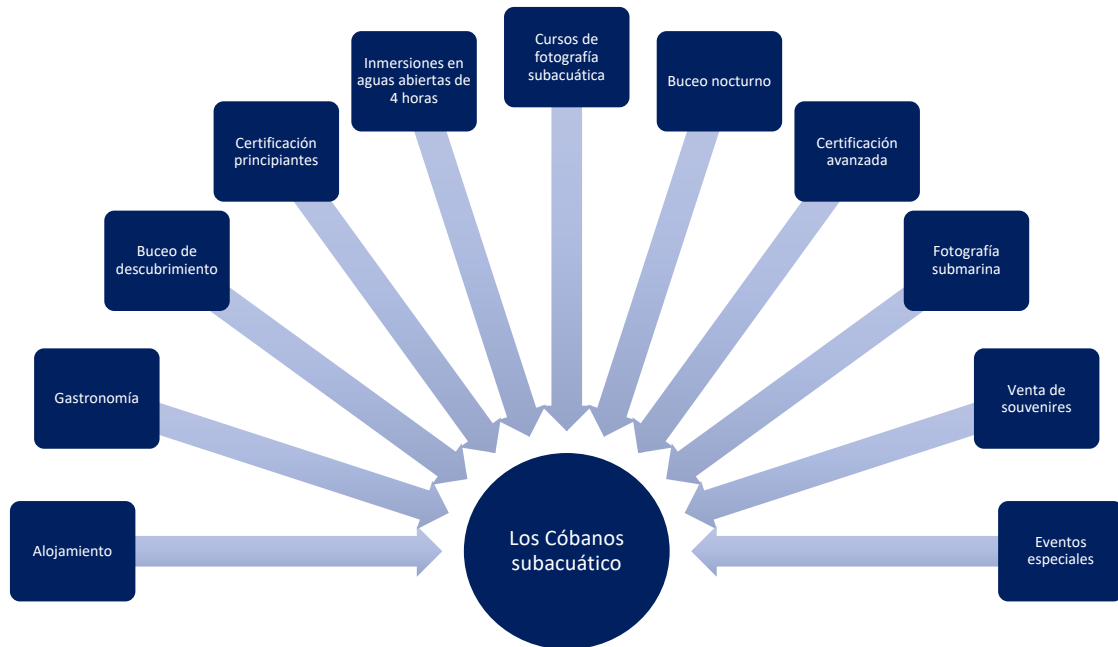 Cursos de
fotografía
subacuática
Inmersiones en
aguas abiertas de
4 horas
Buceo nocturno
Certificación
principiantes
Certificación
avanzada
Buceo de
descubrimiento
Fotografía
submarina
Gastronomía
Venta de
souvenires
Alojamiento
Los Cóbanos
subacuático
Eventos
especiales